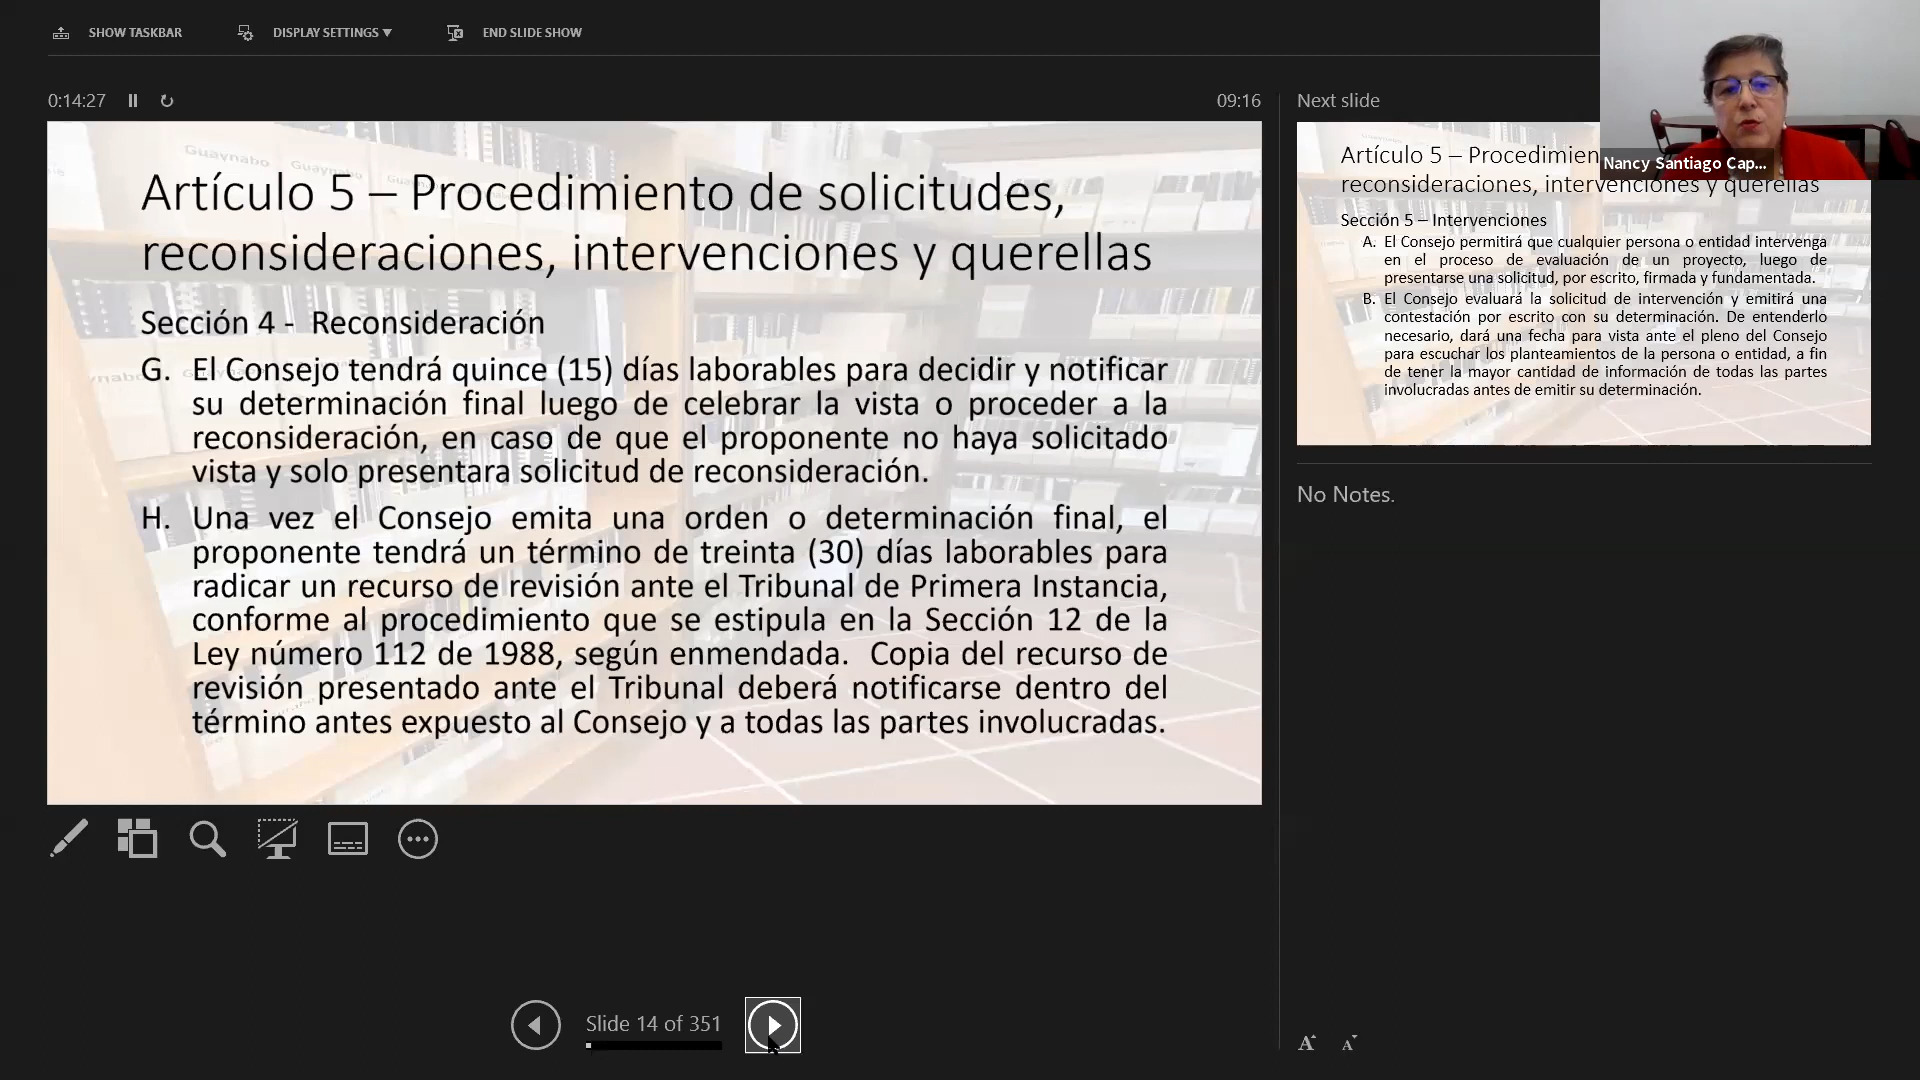 SHOW TASKBAR
DISPLAY SETTINGS ▼
END SLIDE SHOW
0:14:27
09:16
Next slide
Guaynabo
Guaynabo
Guaynabo
Artículo 5 – Procedimiento de solicitudes,
reconsideraciones, intervenciones y querellas
Sección 4 - Reconsideración
G. El Consejo tendrá quince (15) días laborables para decidir y notificar
su determinación final luego de celebrar la vista o proceder a la
reconsideración, en caso de que el proponente no haya solicitado
vista y solo presentara solicitud de reconsideración.
H. Una vez el Consejo emita una orden o determinación final, el
proponente tendrá un término de treinta (30) días laborables para
radicar un recurso de revisión ante el Tribunal de Primera Instancia,
conforme al procedimiento que se estipula en la Sección 12 de la
Ley número 112 de 1988, según enmendada. Copia del recurso de
revisión presentado ante el Tribunal deberá notificarse dentro del
término antes expuesto al Consejo y a todas las partes involucradas.
Slide 14 of 351
Nancy Santiago Cap...
Artículo 5 – Procedimien
reconsideraciones, intervenciones y querellas
Sección 5 – Intervenciones
A. El Consejo permitirá que cualquier persona o entidad intervenga
en el proceso de evaluación de un proyecto, luego de
presentarse una solicitud, por escrito, firmada y fundamentada.
B. El Consejo evaluará la solicitud de intervención y emitirá una
contestación por escrito con su determinación. De entenderlo
necesario, dará una fecha para vista ante el pleno del Consejo
para escuchar los planteamientos de la persona o entidad, a fin
de tener la mayor cantidad de información de todas las partes
involucradas antes de emitir su determinación.
No Notes.
A A